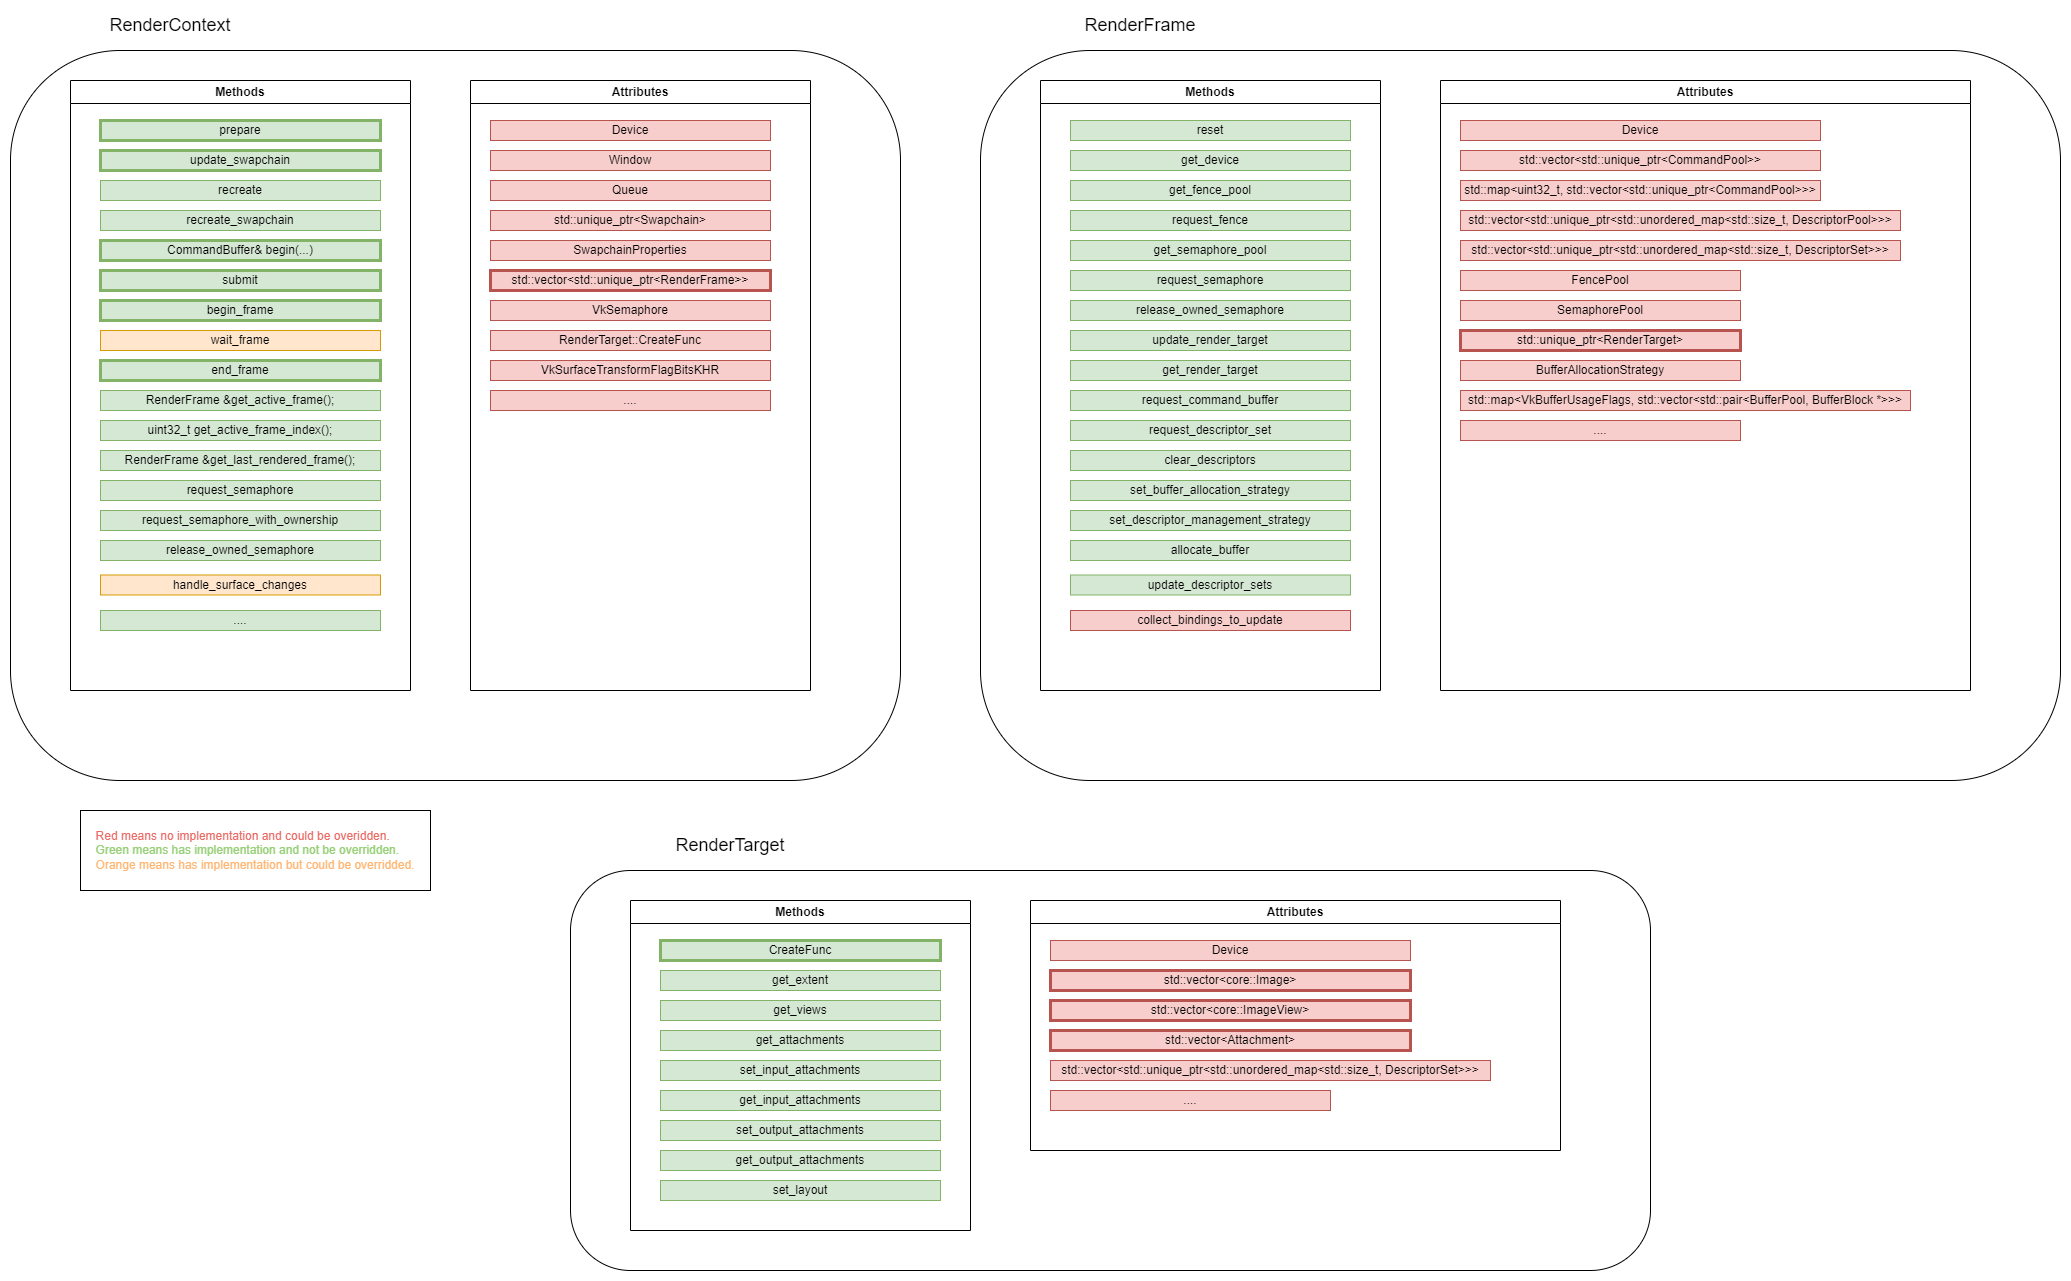 RenderContext
Methods
prepare
update_swapchain
recreate
recreate_swapchain
CommandBuffer& begin(...)
submit
begin_frame
wait_frame
end_frame
RenderFrame &get_active_frame();
uint32_t get_active_frame_index();
RenderFrame &get_last_rendered_frame();
request_semaphore
request_semaphore_with_ownership
release_owned_semaphore
handle_surface_changes
....
Attributes
Device
Window
Queue
std::unique_ptr<Swapchain>
SwapchainProperties
std::vector<std::unique_ptr<RenderFrame>>
VkSemaphore
RenderTarget::CreateFunc
VkSurfaceTransformFlagBitsKHR
....
RenderFrame
Methods
reset
get_device
get_fence_pool
request_fence
get_semaphore_pool
request_semaphore
release_owned_semaphore
update_render_target
get_render_target
request_command_buffer
request_descriptor_set
clear_descriptors
set_buffer_allocation_strategy
set_descriptor_management_strategy
allocate_buffer
update_descriptor_sets
collect_bindings_to_update
Attributes
Device
std::vector<std::unique_ptr<CommandPool>>
std::map<uint32_t, std::vector<std::unique_ptr<CommandPool>>>
std::vector<std::unique_ptr<std::unordered_map<std::size_t, DescriptorPool>>>
std::vector<std::unique_ptr<std::unordered_map<std::size_t, DescriptorSet>>>
FencePool
SemaphorePool
std::unique_ptr<RenderTarget>
BufferAllocationStrategy
std::map<VkBufferUsageFlags, std::vector<std::pair<BufferPool, BufferBlock *>>>
....
Red means no implementation and could be overidden.
Green means has implementation and not be overridden.
Orange means has implementation but could be overridded.
RenderTarget
Methods
CreateFunc
get_extent
get_views
get_attachments
set_input_attachments
get_input_attachments
set_output_attachments
get_output_attachments
set_layout
Attributes
Device
std::vector<core::Image>
std::vector<core::ImageView>
std::vector<Attachment>
std::vector<std::unique_ptr<std::unordered_map<std::size_t, DescriptorSet>>>
....